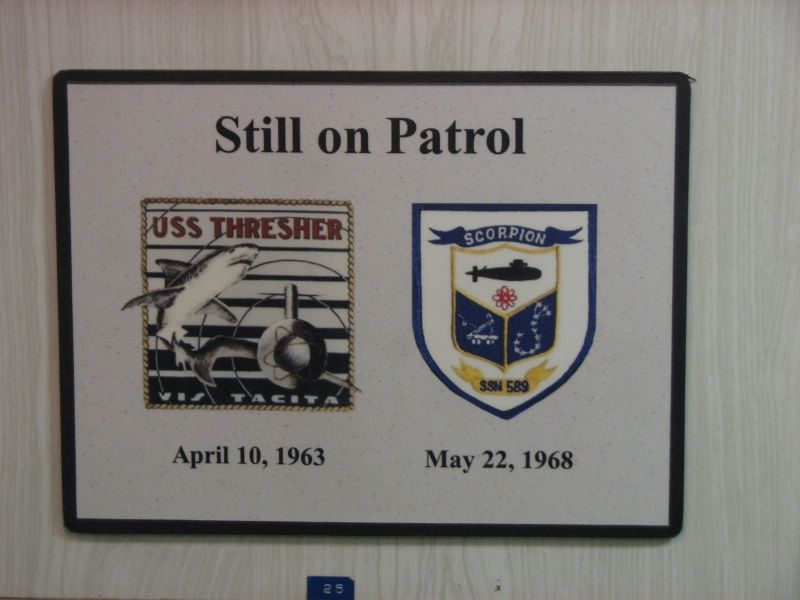 Still on Patrol
USS THRESHER
VIS TACITA
SCORPION
SSN 589
April 10, 1963
May 22, 1968
25